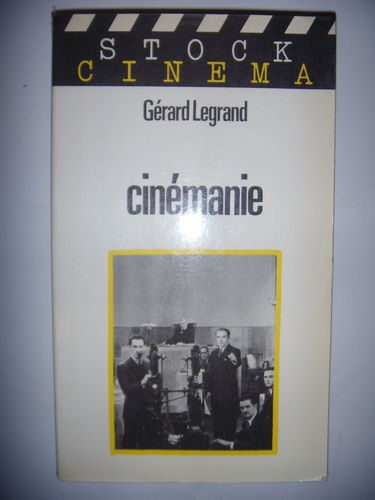 STOCK
CINEMA
Gérard Legrand
cinémanie